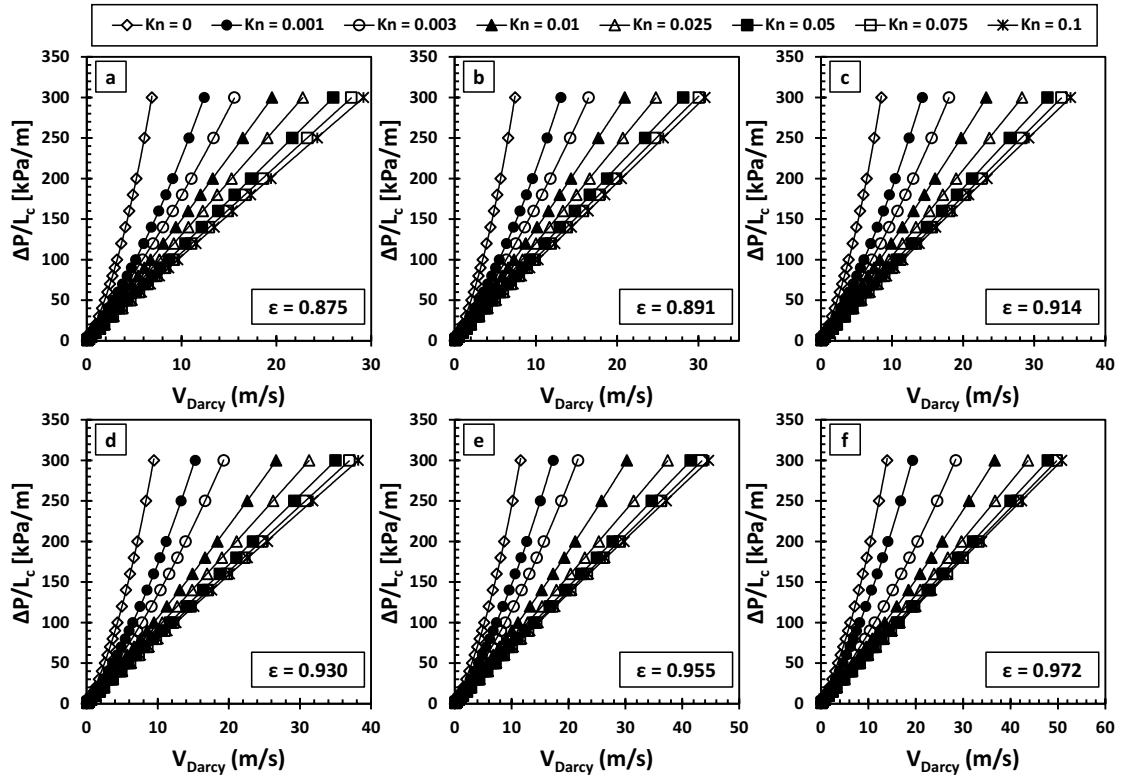 Kn = 0 Kn = 0.001 Kn = 0.003 Kn = 0.01 Kn = 0.025 Kn = 0.05 Kn = 0.075 Kn = 0.1
a
ΔP/L_c [kPa/m]
350
300
250
200
150
100
50
0
0 10 20 30
V_Darcy (m/s)
ε = 0.875
b
ΔP/L_c [kPa/m]
350
300
250
200
150
100
50
0
0 10 20 30
V_Darcy (m/s)
ε = 0.891
c
ΔP/L_c [kPa/m]
350
300
250
200
150
100
50
0
0 10 20 30 40
V_Darcy (m/s)
ε = 0.914
d
ΔP/L_c [kPa/m]
350
300
250
200
150
100
50
0
0 10 20 30 40
V_Darcy (m/s)
ε = 0.930
e
ΔP/L_c [kPa/m]
350
300
250
200
150
100
50
0
0 10 20 30 40 50
V_Darcy (m/s)
ε = 0.955
f
ΔP/L_c [kPa/m]
350
300
250
200
150
100
50
0
0 10 20 30 40 50 60
V_Darcy (m/s)
ε = 0.972